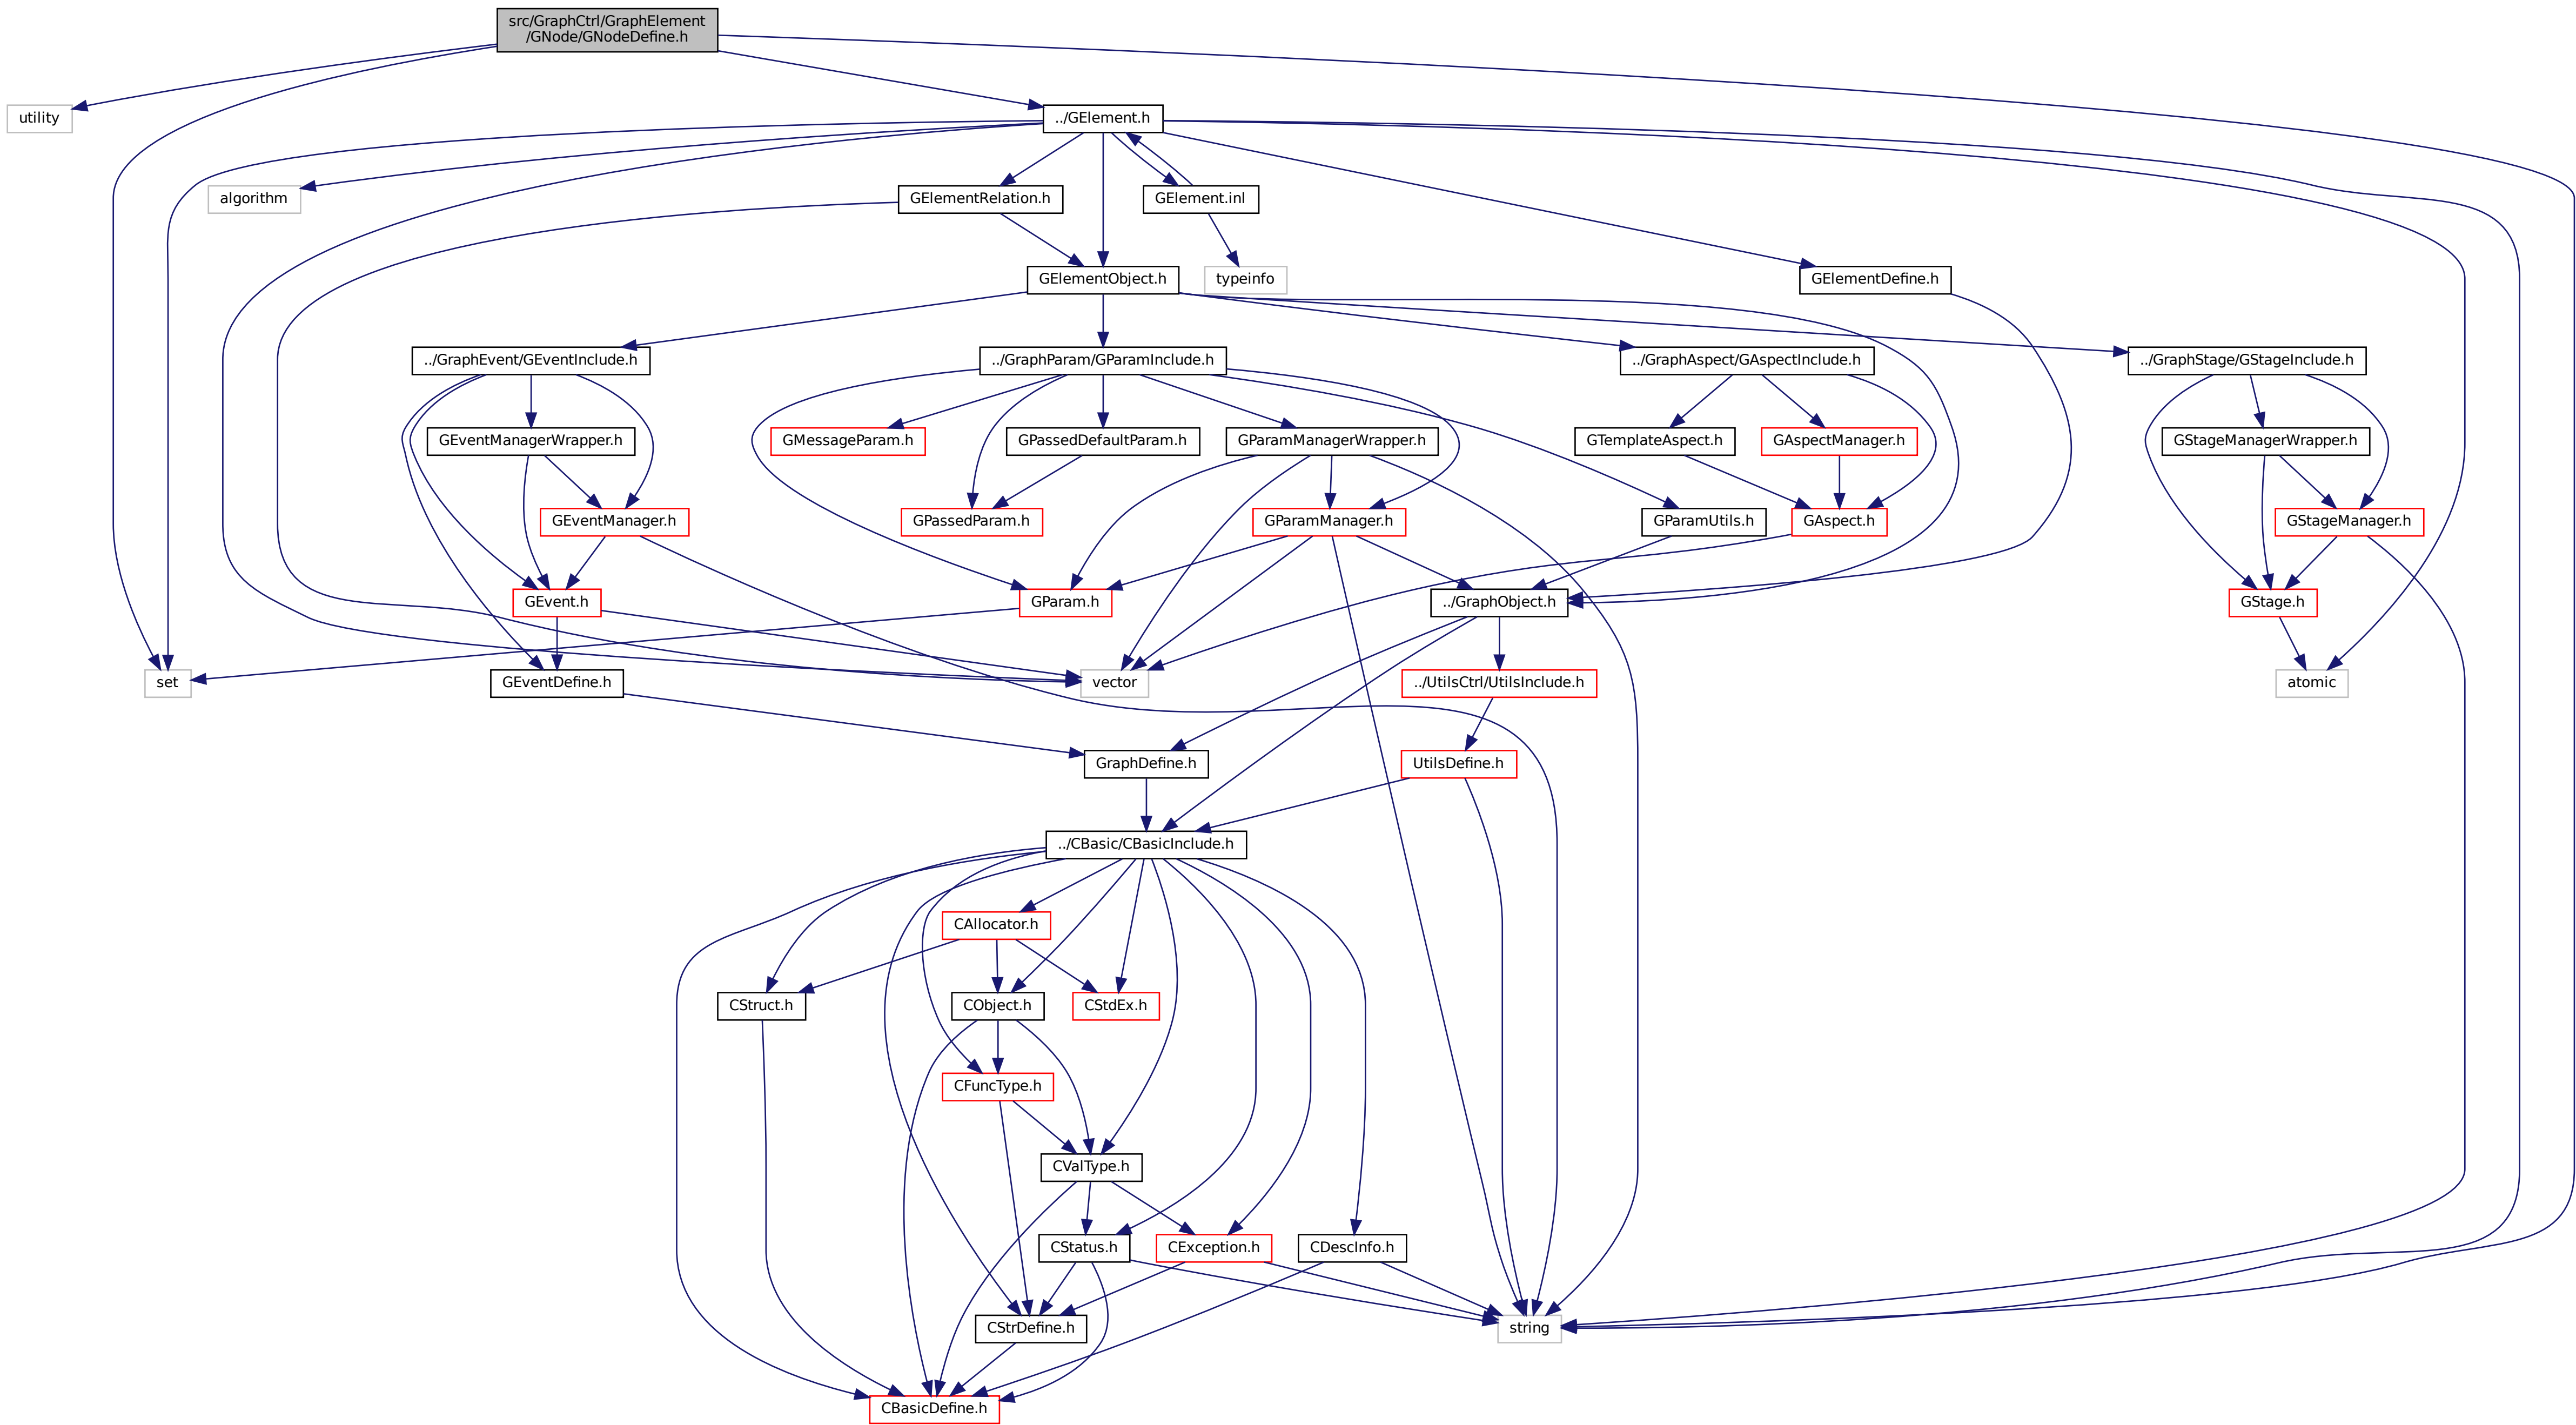 src/GraphCtrl/GraphElement
/GNode/GNodeDefine.h
utility
../GElement.h
algorithm
GElementRelation.h
GElement.inl
GElementObject.h
typeinfo
GElementDefine.h
../GraphEvent/GEventInclude.h
../GraphParam/GParamInclude.h
../GraphAspect/GAspectInclude.h
../GraphStage/GStageInclude.h
GEventManagerWrapper.h
GMessageParam.h
GPassedDefaultParam.h
GParamManagerWrapper.h
GTemplateAspect.h
GAspectManager.h
GStageManagerWrapper.h
GEventManager.h
GPassedParam.h
GParamManager.h
GParamUtils.h
GAspect.h
GStageManager.h
GEvent.h
GParam.h
../GraphObject.h
GStage.h
set
GEventDefine.h
vector
../UtilsCtrl/UtilsInclude.h
atomic
GraphDefine.h
UtilsDefine.h
../CBasic/CBasicInclude.h
CAllocator.h
CStruct.h
CObject.h
CStdEx.h
CFuncType.h
CValType.h
CStatus.h
CException.h
CDescInfo.h
CStrDefine.h
string
CBasicDefine.h